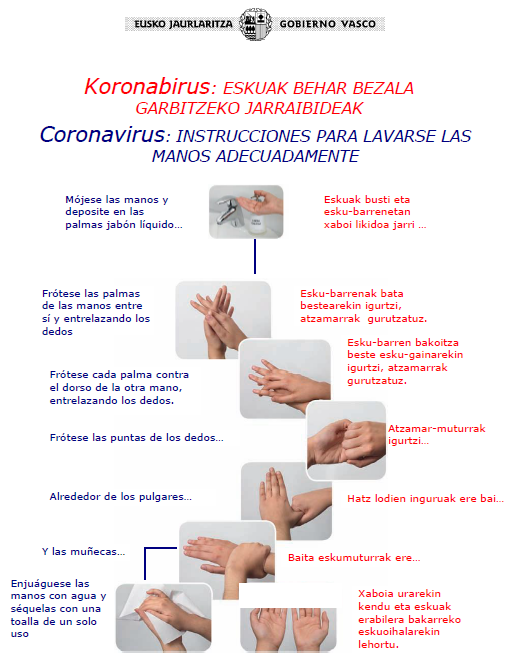 EUSKO JAURLARITZA GOBIERNO VASCO
Koronabirus: ESKUAK BEHAR BEZALA
GARBITZEKO JARRAIBIDEAK
Coronavirus: INSTRUCCIONES PARA LAVARSE LAS
MANOS ADECUADAMENTE
Mójese las manos y
deposite en las
palmas jabón líquido…
Eskuak busti eta
esku-barrenetan
xaboi likidoa jarri …
Frótese las palmas
de las manos entre
sí y entrelazando los
dedos
Esku-barrenak bata
bestearekin igurtzi,
atzamarrak gurutzatuz.
Frótese cada palma contra
el dorso de la otra mano,
entrelazando los dedos.
Esku-barren bakoitza
beste esku-gainarekin
igurtzi, atzamarrak
gurutzatuz.
Frótese las puntas de los dedos…
Atzamar-muturrak
igurtzi…
Alrededor de los pulgares…
Hatz lodien inguruak ere bai…
Y las muñecas…
Baita eskumuturrak ere…
Enjuáguese las
manos con agua y
séquelas con una
toalla de un solo
uso
Xaboia urarekin
kendu eta eskuak
erabilera bakarreko
eskuoihalarekin
lehortu.